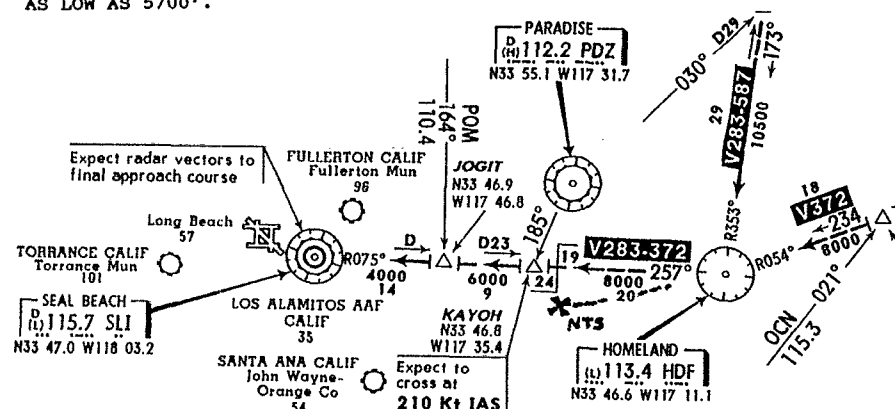 AS LOW AS 5700'.
PARADISE
D
(H) 112.2 PDZ
N33 55.1 W117 31.7
030°
D29
173°
V283-587
29
10500
POM
164°
110.4
Expect radar vectors to
final approach course
FULLERTON CALIF
Fullerton Mun
96
JOGIT
N33 46.9
W117 46.8
185°
R353°
18
V372
234
8000
Long Beach
57
TORRANCE CALIF
Torrance Mun
101
R075°
D
4000
14
D23
6000
9
19
24
V283-372
257°
8000
20
R054°
NTS
SEAL BEACH
D
(L) 115.7 SLI
N33 47.0 W118 03.2
LOS ALAMITOS AAF
CALIF
35
KAYOH
N33 46.8
W117 35.4
OCN
021°
115.3
SANTA ANA CALIF
John Wayne-
Orange Co
54
Expect to
cross at
210 Kt IAS
HOMELAND
(L) 113.4 HDF
N33 46.6 W117 11.1